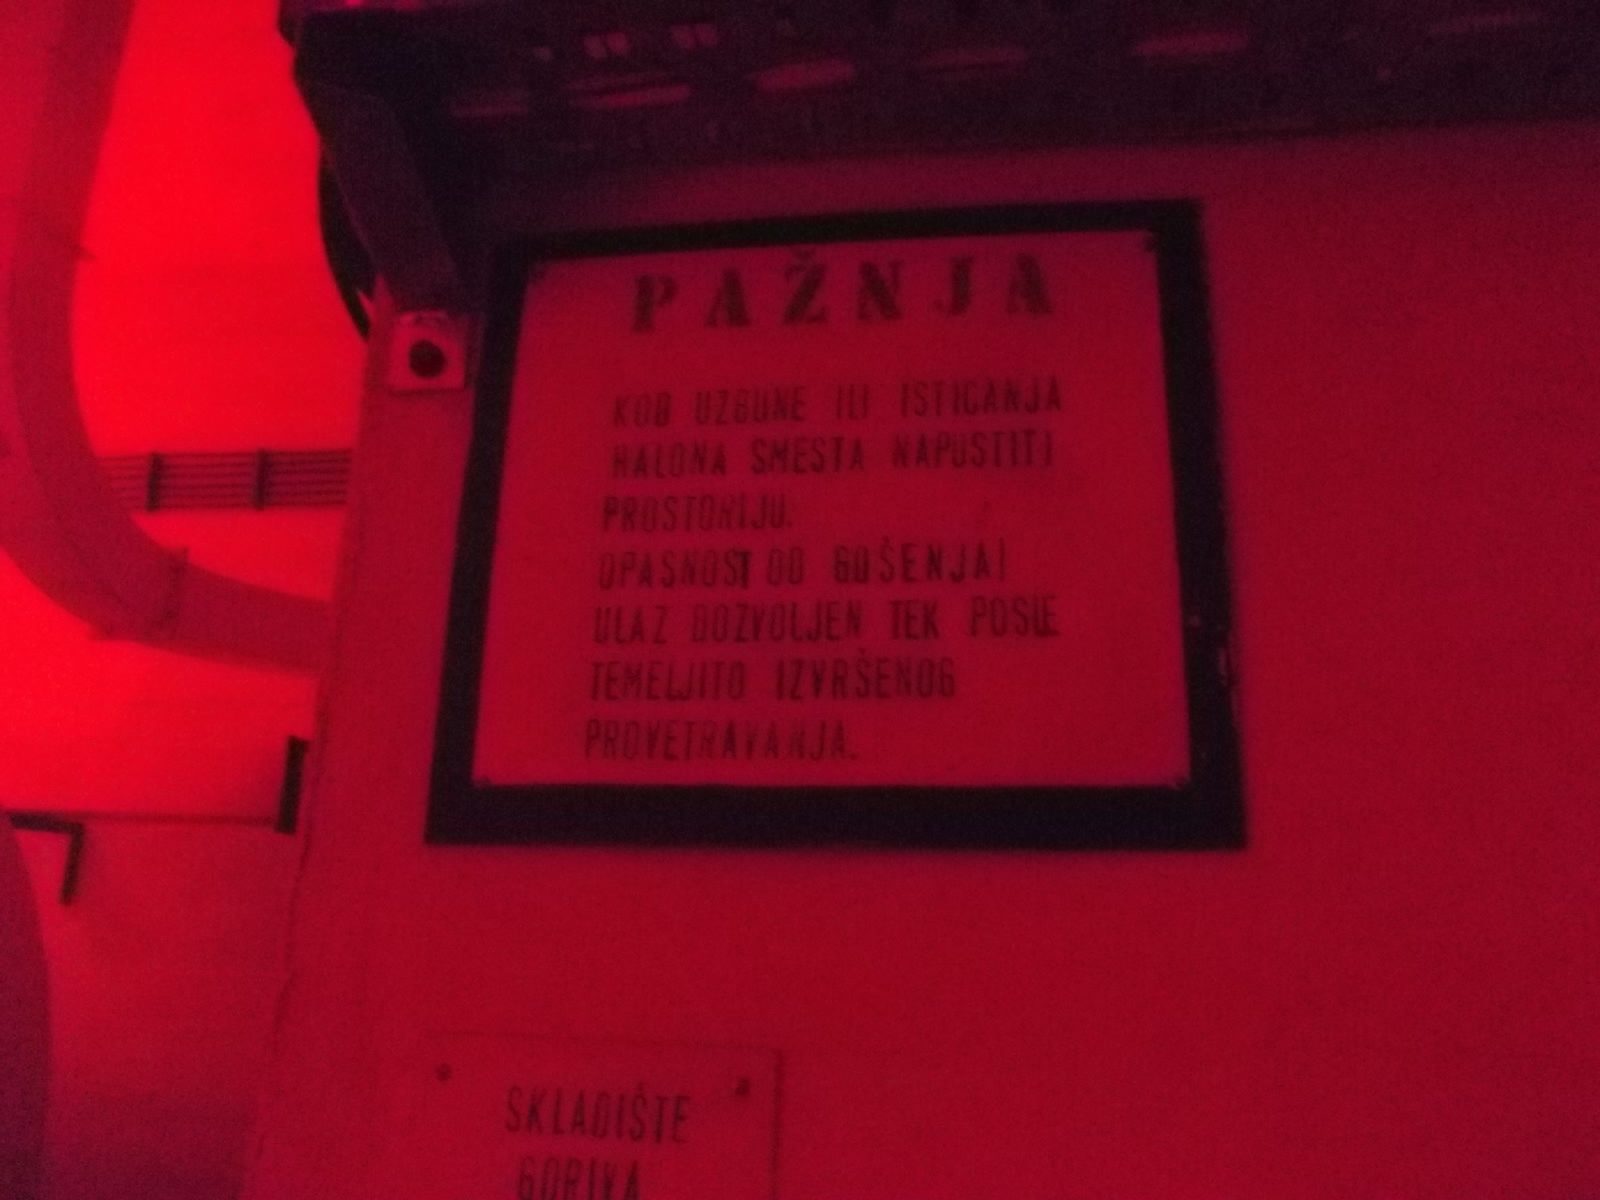 PAŽNJA
KOD UZBUNE ILI ISTICANJA
HALONA SMESTA NAPUSTITI
PROSTORIJU.
OPASNOST OD GUŠENJA!
ULAZ DOZVOLJEN TEK POSLE
TEMELJITO IZVRŠENOG
PROVETRAVANJA.
SKLADIŠTE
GORIVA